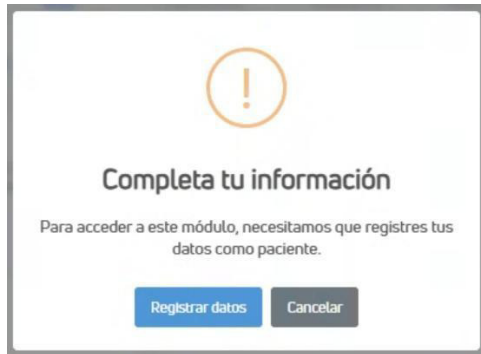 !
Completa tu información
Para acceder a este módulo, necesitamos que registres tus
datos como paciente.
Registrar datos
Cancelar